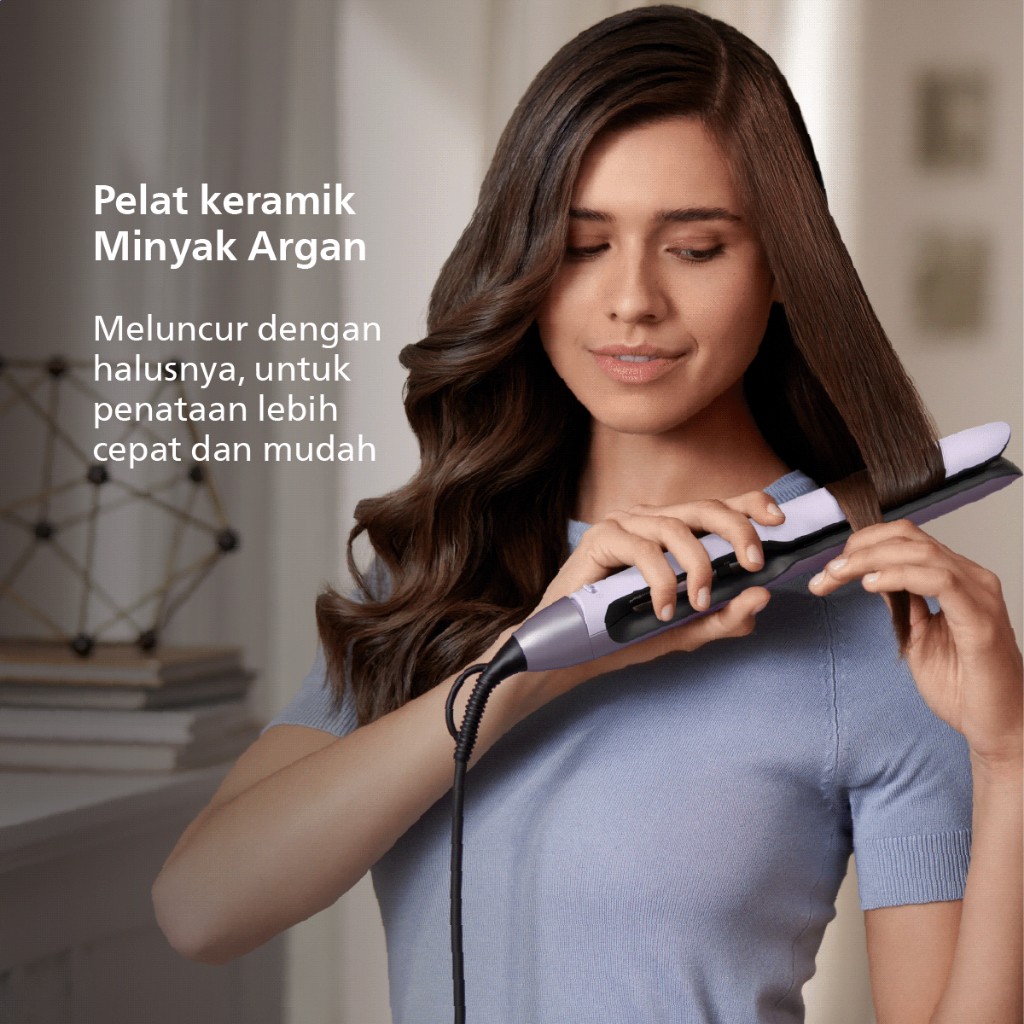 Pelat keramik
Minyak Argan
Meluncur dengan
halusnya, untuk
penataan lebih
cepat dan mudah